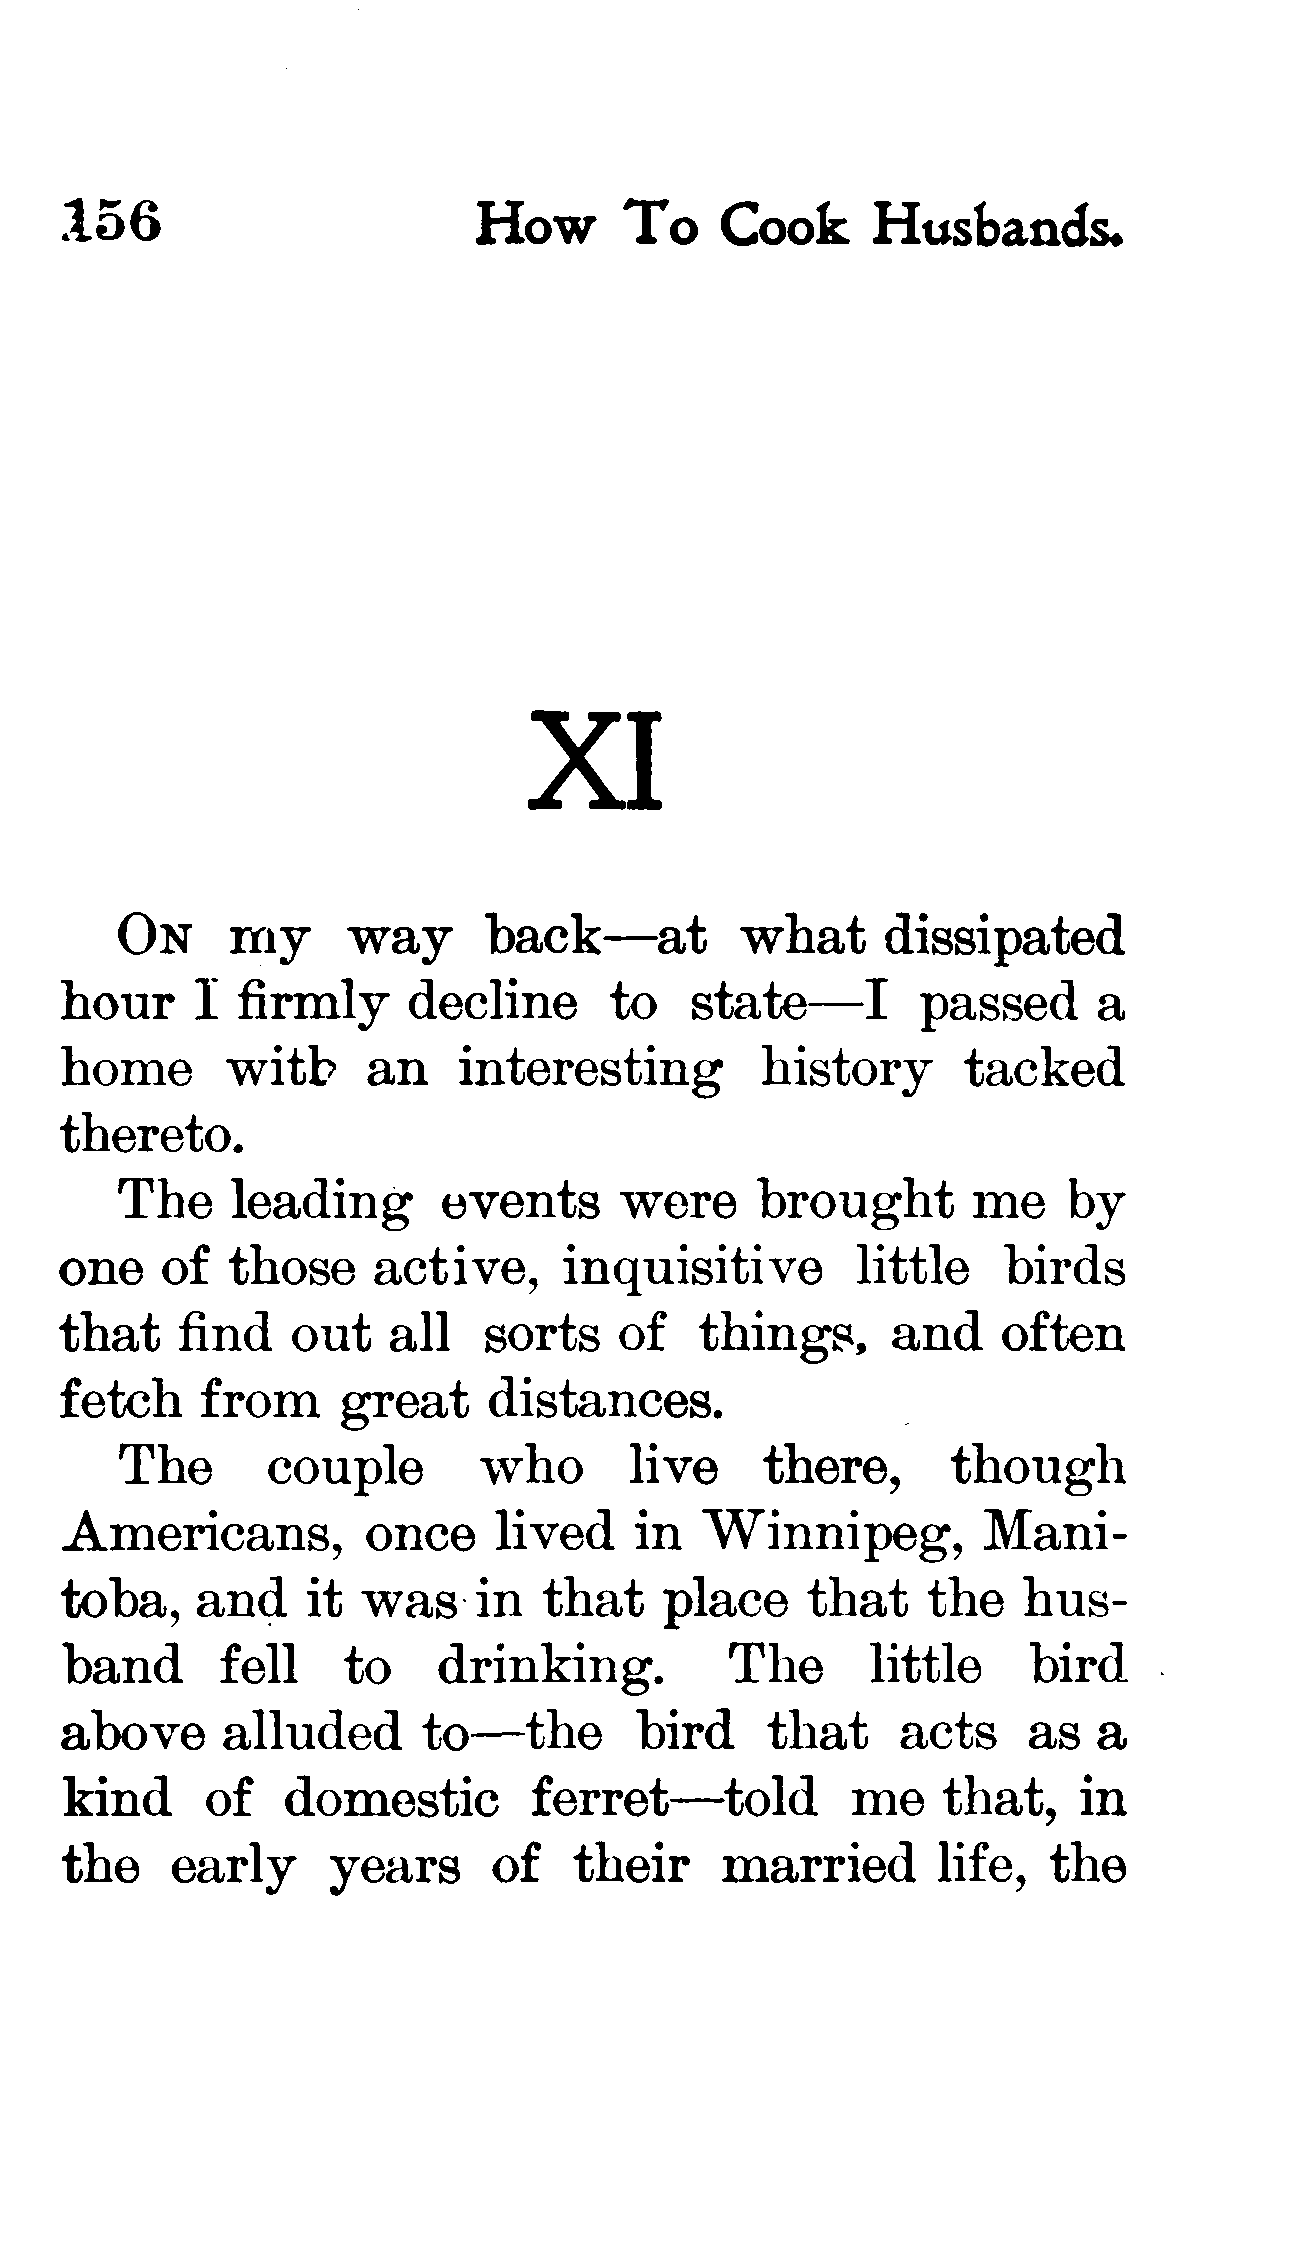 156 How To Cook Husbands.
XI
ON my way back—at what dissipated
hour I firmly decline to state—I passed a
home with an interesting history tacked
thereto.
The leading events were brought me by
one of those active, inquisitive little birds
that find out all sorts of things, and often
fetch from great distances.
The couple who live there, though
Americans, once lived in Winnipeg, Mani-
toba, and it was in that place that the hus-
band fell to drinking. The little bird
above alluded to—the bird that acts as a
kind of domestic ferret—told me that, in
the early years of their married life, the